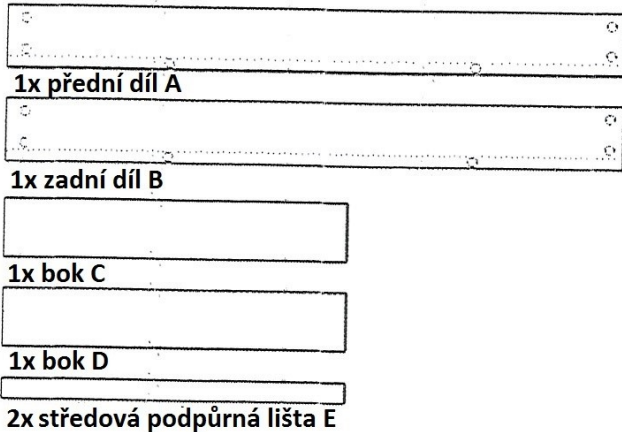 1x přední díl A
1x zadní díl B
1x bok C
1x bok D
2x středová podpůrná lišta E